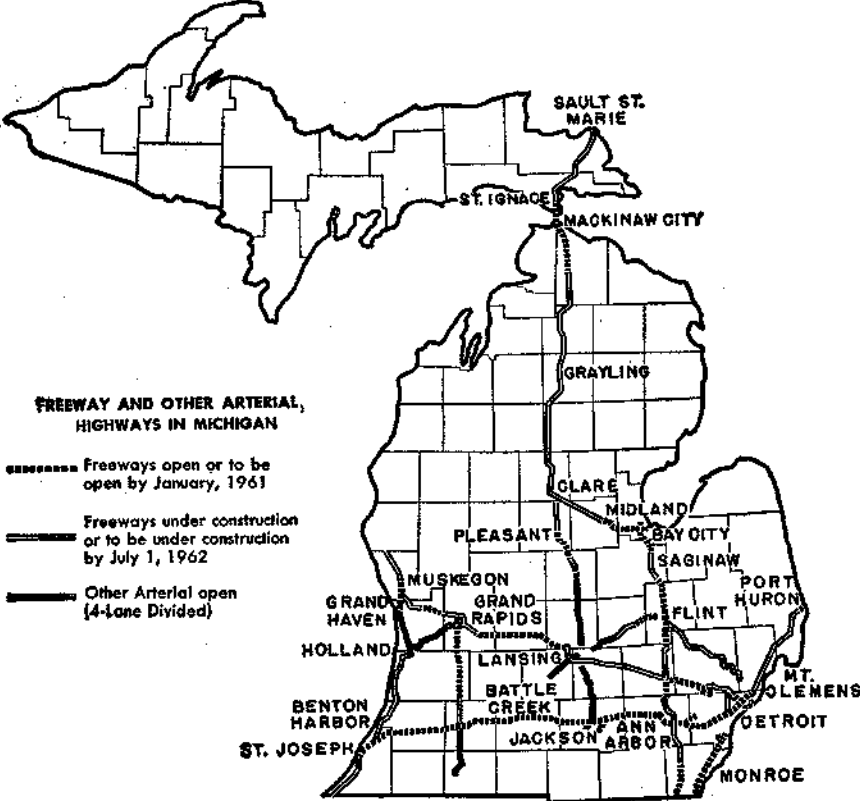 SAULT ST.
MARIE
ST. IGNACE
MACKINAW CITY
GRAYLING
FREEWAY AND OTHER ARTERIAL,
HIGHWAYS IN MICHIGAN
Freeways open or to be
open by January, 1961
Freeways under construction
or to be under construction
by July 1, 1962
Other Arterial open
(4-Lane Divided)
CLARE
MIDLAND
PLEASANT
BAY CITY
SAGINAW
MUSKEGON
PORT
HURON
GRAND
HAVEN
GRAND
RAPIDS
FLINT
HOLLAND
LANSING
MT.
CLEMENS
BATTLE
CREEK
BENTON
HARBOR
DETROIT
JACKSON
ANN
ARBOR
ST. JOSEPH
MONROE